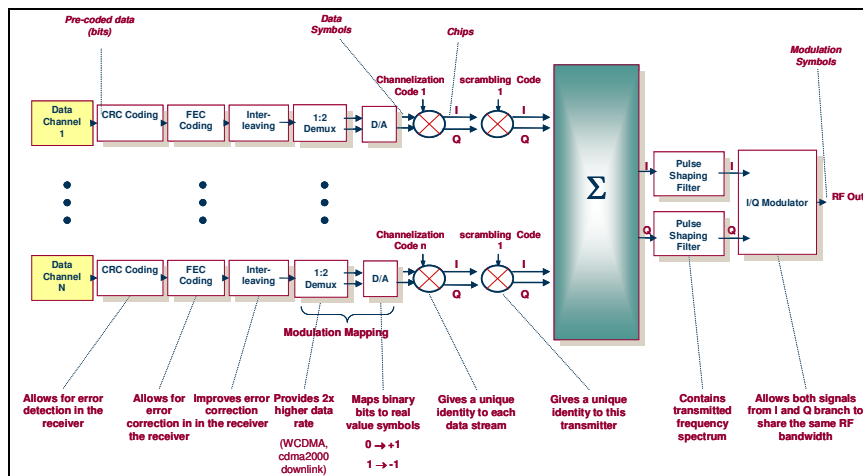 Pre-coded data
(bits)
Data
Symbols
Chips
Modulation
Symbols
Channelization
Code 1
scrambling Code
1
Data
Channel
1
CRC Coding
FEC
Coding
Inter-
leaving
1:2
Demux
D/A
I
Q
I
Q
Σ
I
Pulse
Shaping
Filter
I
I/Q Modulator
RF Out
Q
Pulse
Shaping
Filter
Q
Channelization
Code n
scrambling Code
1
Data
Channel
N
CRC Coding
FEC
Coding
Inter-
leaving
1:2
Demux
D/A
I
Q
I
Q
Modulation Mapping
Allows for error
detection in the
receiver
Allows for
error
correction in
the receiver
Improves error
correction
in the receiver
Provides 2x
higher data
rate
(WCDMA,
cdma2000
downlink)
Maps binary
bits to real
value symbols
0 → +1
1 → -1
Gives a unique
identity to each
data stream
Gives a unique
identity to this
transmitter
Contains
transmitted
frequency
spectrum
Allows both signals
from I and Q branch to
share the same RF
bandwidth